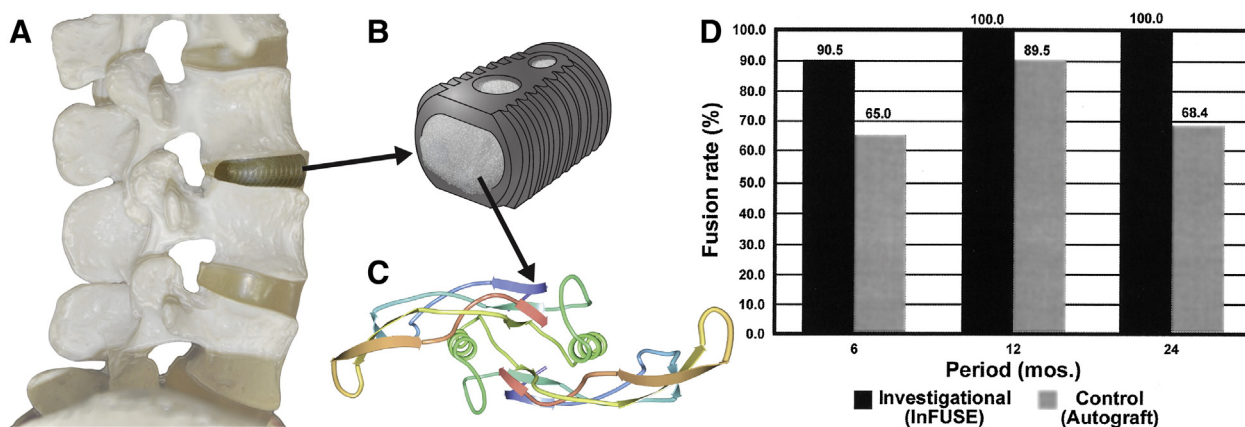 A
B
C
D
Fusion rate (%)
100.0
90.0
80.0
70.0
60.0
50.0
40.0
30.0
20.0
10.0
0.0
90.5
65.0
100.0
89.5
100.0
68.4
6 12 24
Period (mos.)
Investigational
(InFUSE)
Control
(Autograft)